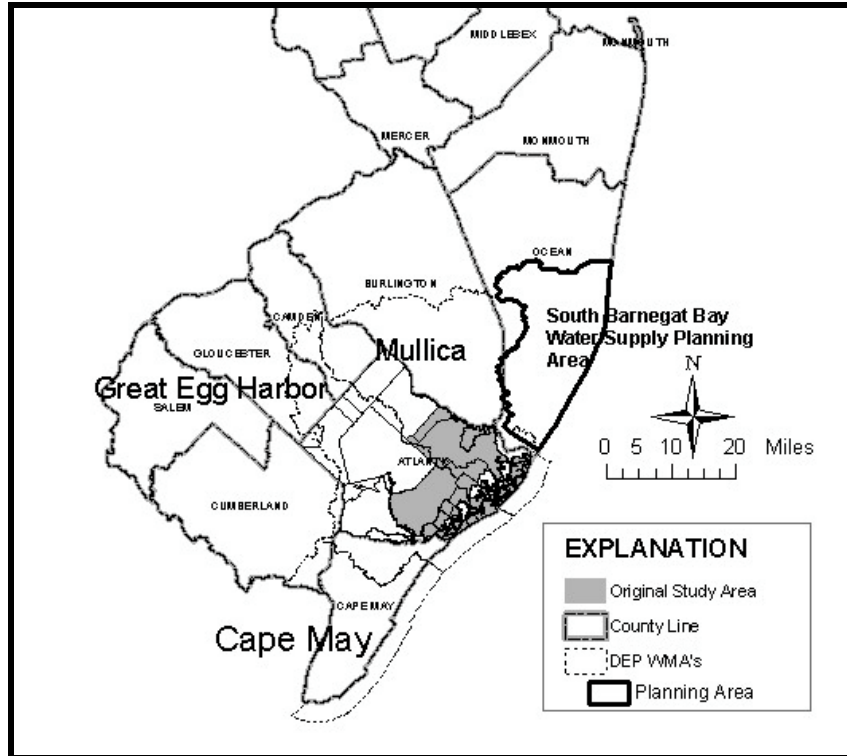 MIDDLEBEX
MONMOUTH
MERCER
MONMOUTH
OCEAN
BURLINGTON
South Barnegat Bay
Water Supply Planning
Area
CAMDEN
Mullica
GLOUCESTER
Great Egg Harbor
SALEM
N
0 5 10 20 Miles
ATLANTIC
CUMBERLAND
CAPE MAY
Cape May
EXPLANATION
Original Study Area
County Line
DEP WMA's
Planning Area